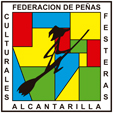 FEDERACION DE PEÑAS
CULTURALES
FESTERAS
ALCANTARILLA